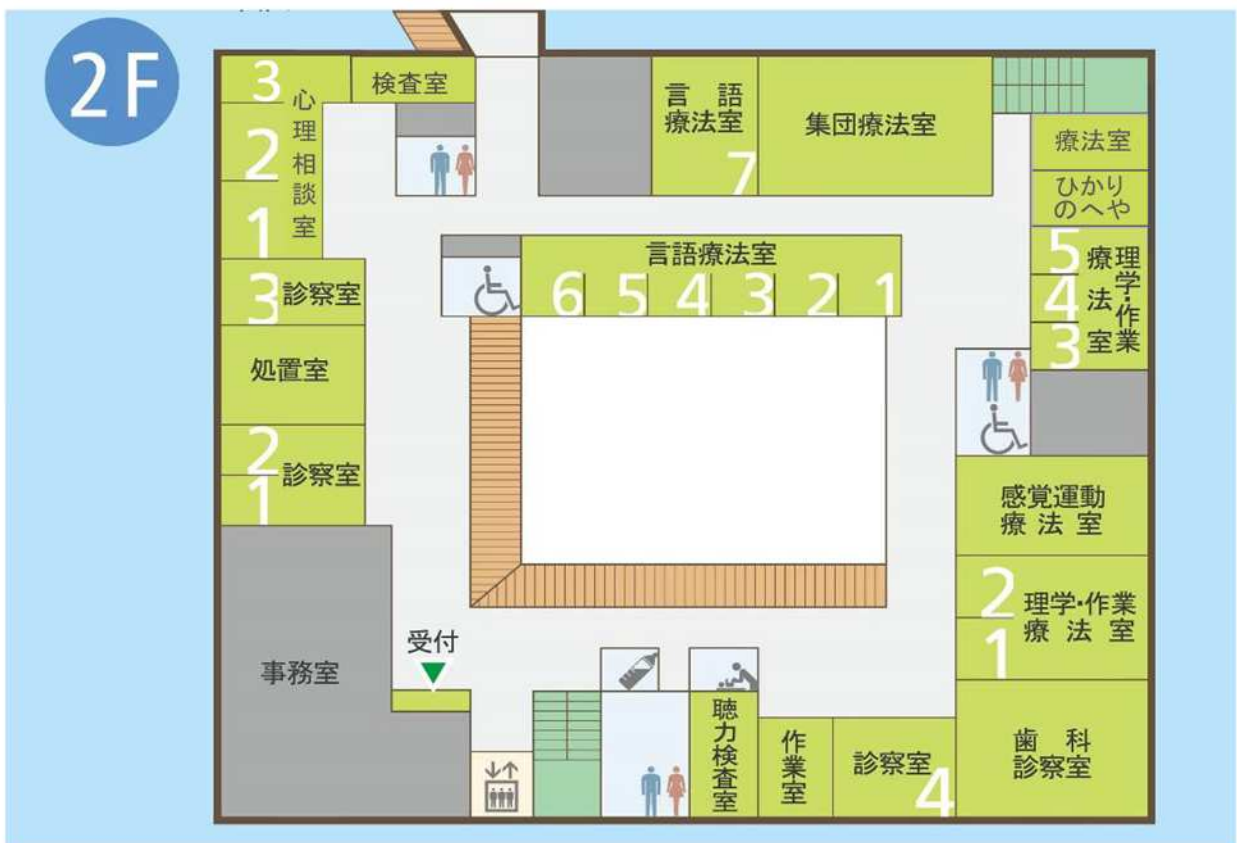 2F
3
2
1
心理相談室
検査室
言語
療法室
7
集団療法室
療法室
ひかり
のへや
5
4
3
理学・作業
療法室
言語療法室
6 5 4 3 2 1
3 診察室
処置室
2
1
診察室
感覚運動
療法室
2
1
理学・作業
療法室
事務室
受付
聴力検査室
作業室
診察室
4
歯科
診察室